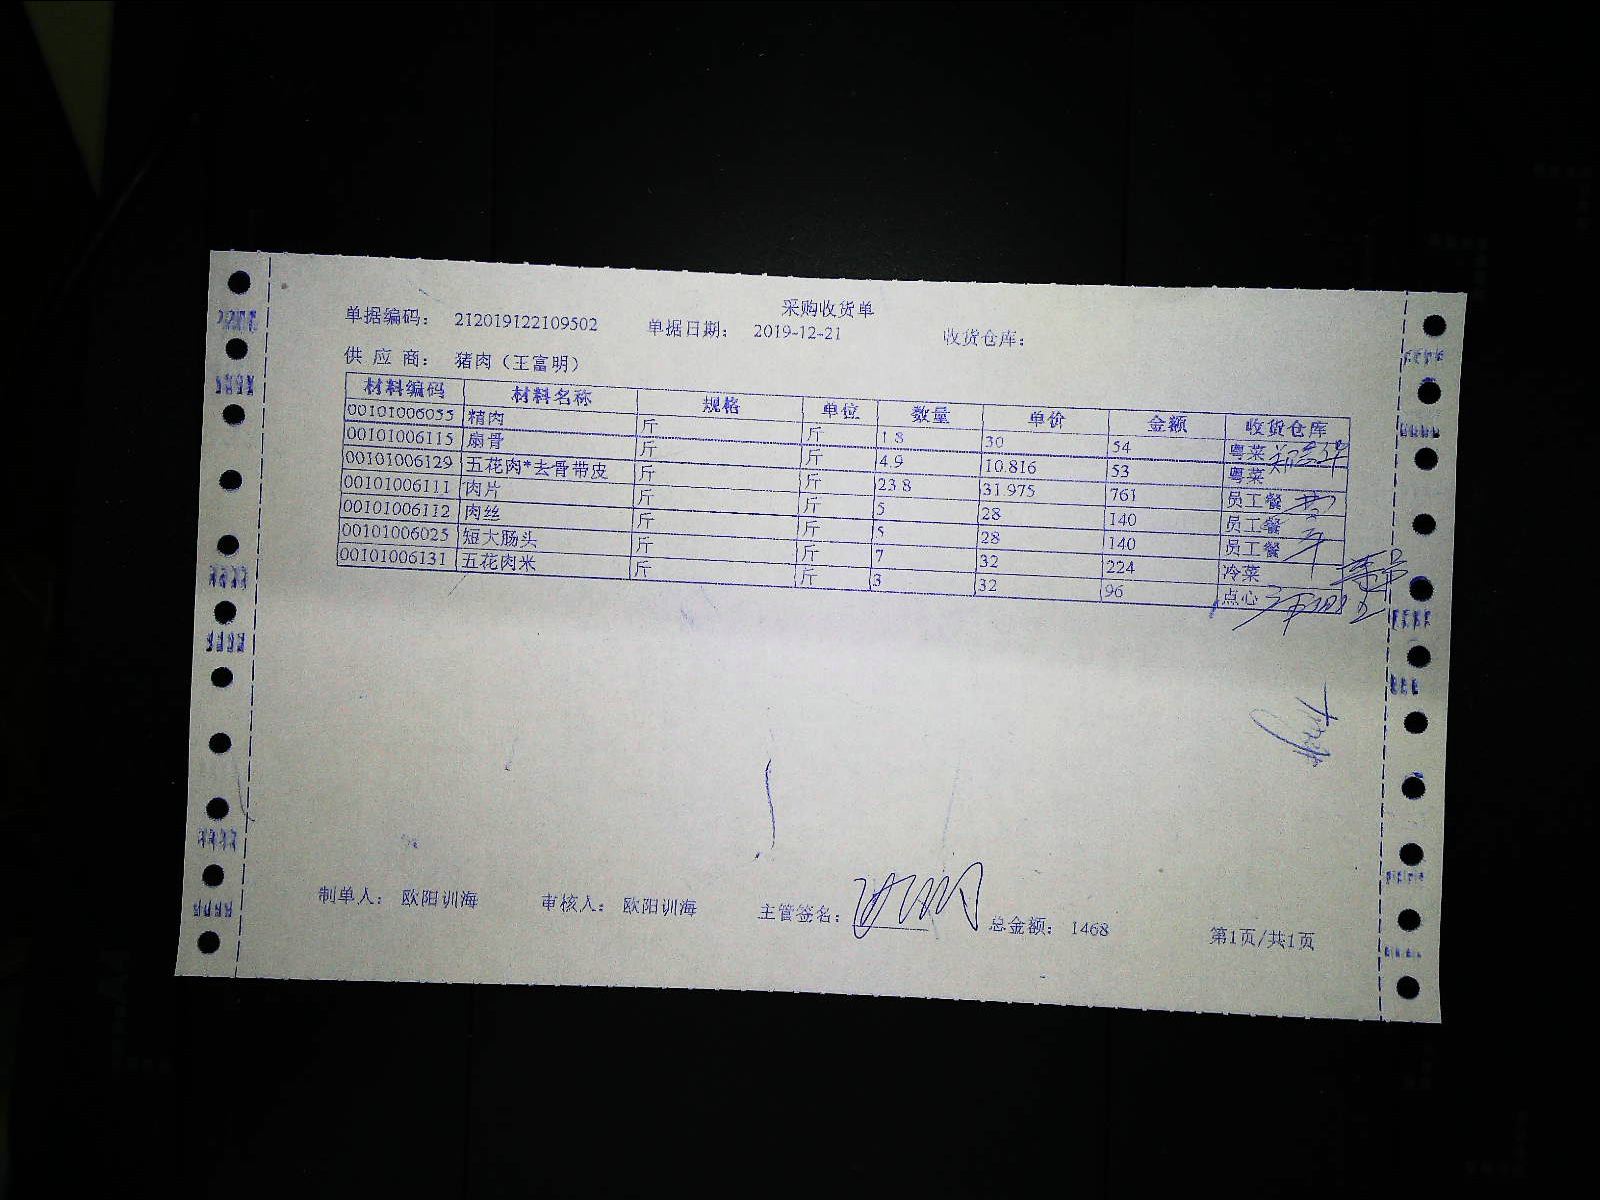 采购收货单
单据编码： 212019122109502 单据日期： 2019-12-21 收货仓库：
供 应 商： 猪肉（王富明）
材料编码 材料名称 规格 单位 数量 单价 金额 收货仓库
00101006055 精肉 斤 斤 1.8 30 54 粤菜
00101006115 扇骨 斤 斤 4.9 10.816 53 粤菜
00101006129 五花肉*去骨带皮 斤 斤 23.8 31.975 761 员工餐
00101006111 肉片 斤 斤 5 28 140 员工餐
00101006112 肉丝 斤 斤 5 28 140 员工餐
00101006025 短大肠头 斤 斤 7 32 224 冷菜
00101006131 五花肉米 斤 斤 3 32 96 点心
制单人： 欧阳训海 审核人： 欧阳训海 主管签名： 总金额： 1468 第1页/共1页